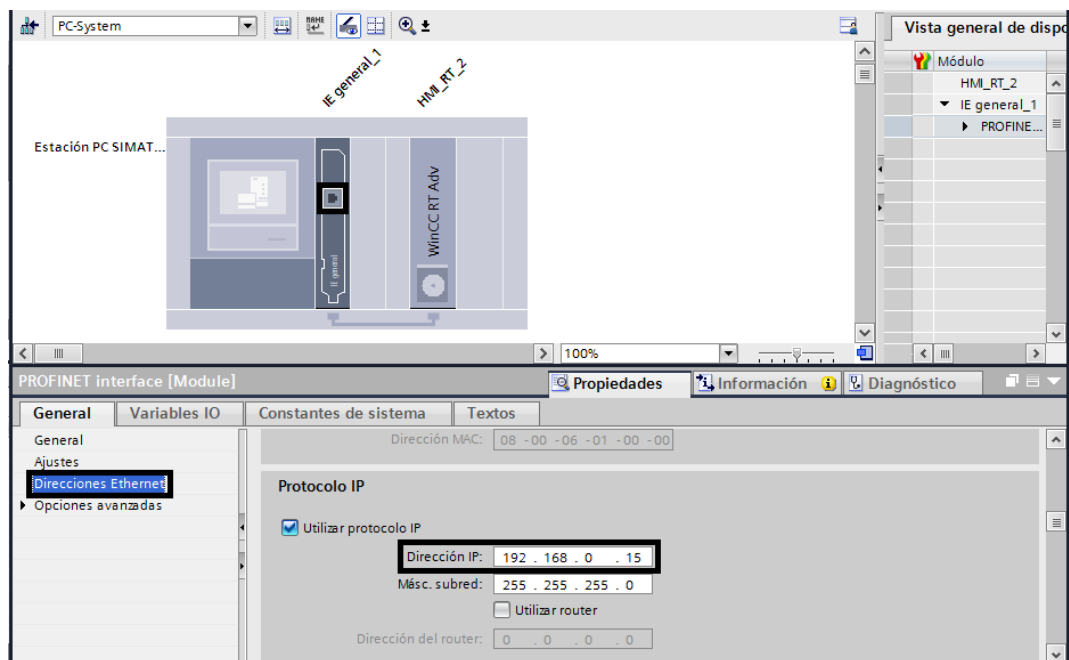 PC-System
Vista general de dispo
IE general_1
HMI_RT_2
Módulo
HMI_RT_2
IE general_1
PROFINE...
Estación PC SIMAT...
IE general
WinCC RT Adv
100%
PROFINET interface [Module]
Propiedades
Información
Diagnóstico
General
Variables IO
Constantes de sistema
Textos
General
Ajustes
Direcciones Ethernet
Opciones avanzadas
Dirección MAC: 08 -00 -06 -01 -00 -00
Protocolo IP
Utilizar protocolo IP
Dirección IP: 192 . 168 . 0 . 15
Másc. subred: 255 . 255 . 255 . 0
Utilizar router
Dirección del router: 0 . 0 . 0 . 0